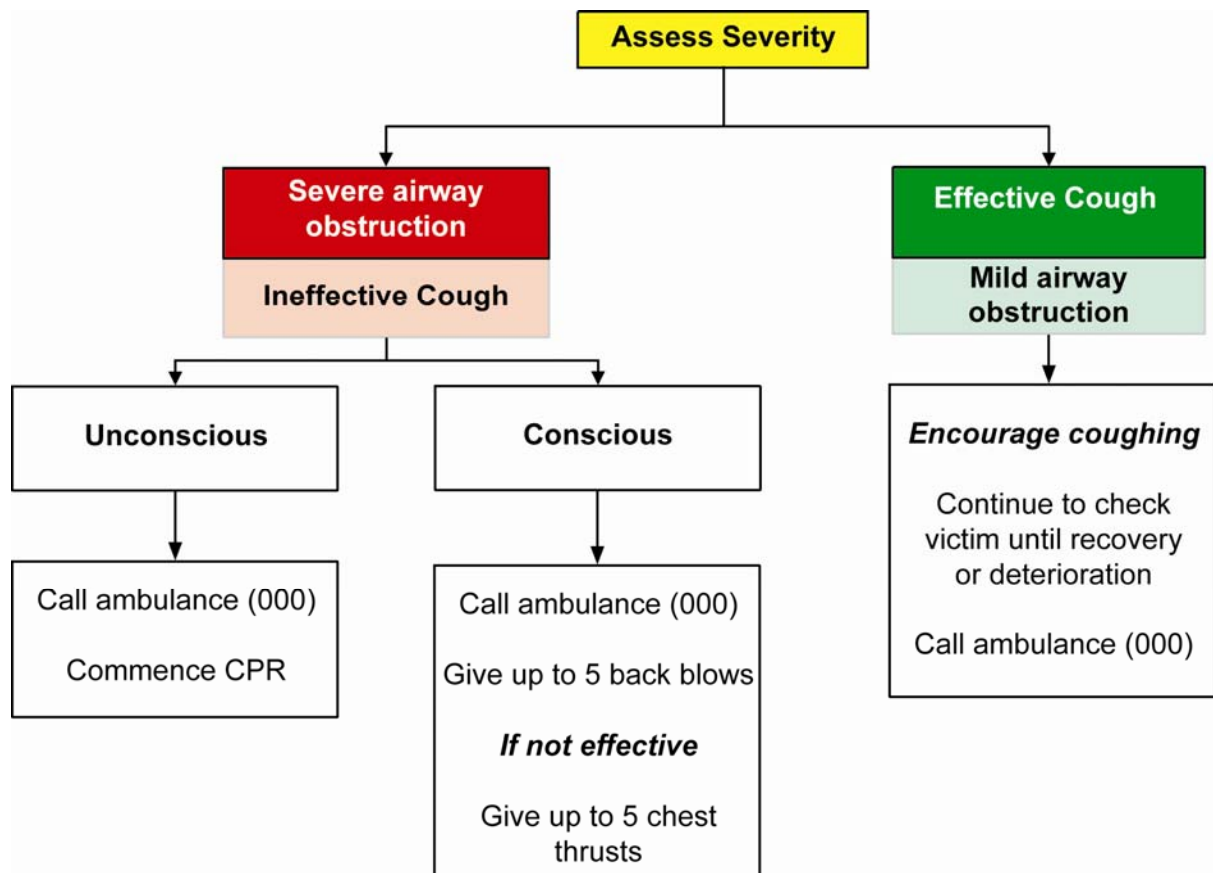 Assess Severity
Severe airway
obstruction
Ineffective Cough
Effective Cough
Mild airway
obstruction
Unconscious
Conscious
Call ambulance (000)
Commence CPR
Call ambulance (000)
Give up to 5 back blows
If not effective
Give up to 5 chest
thrusts
Encourage coughing
Continue to check
victim until recovery
or deterioration
Call ambulance (000)